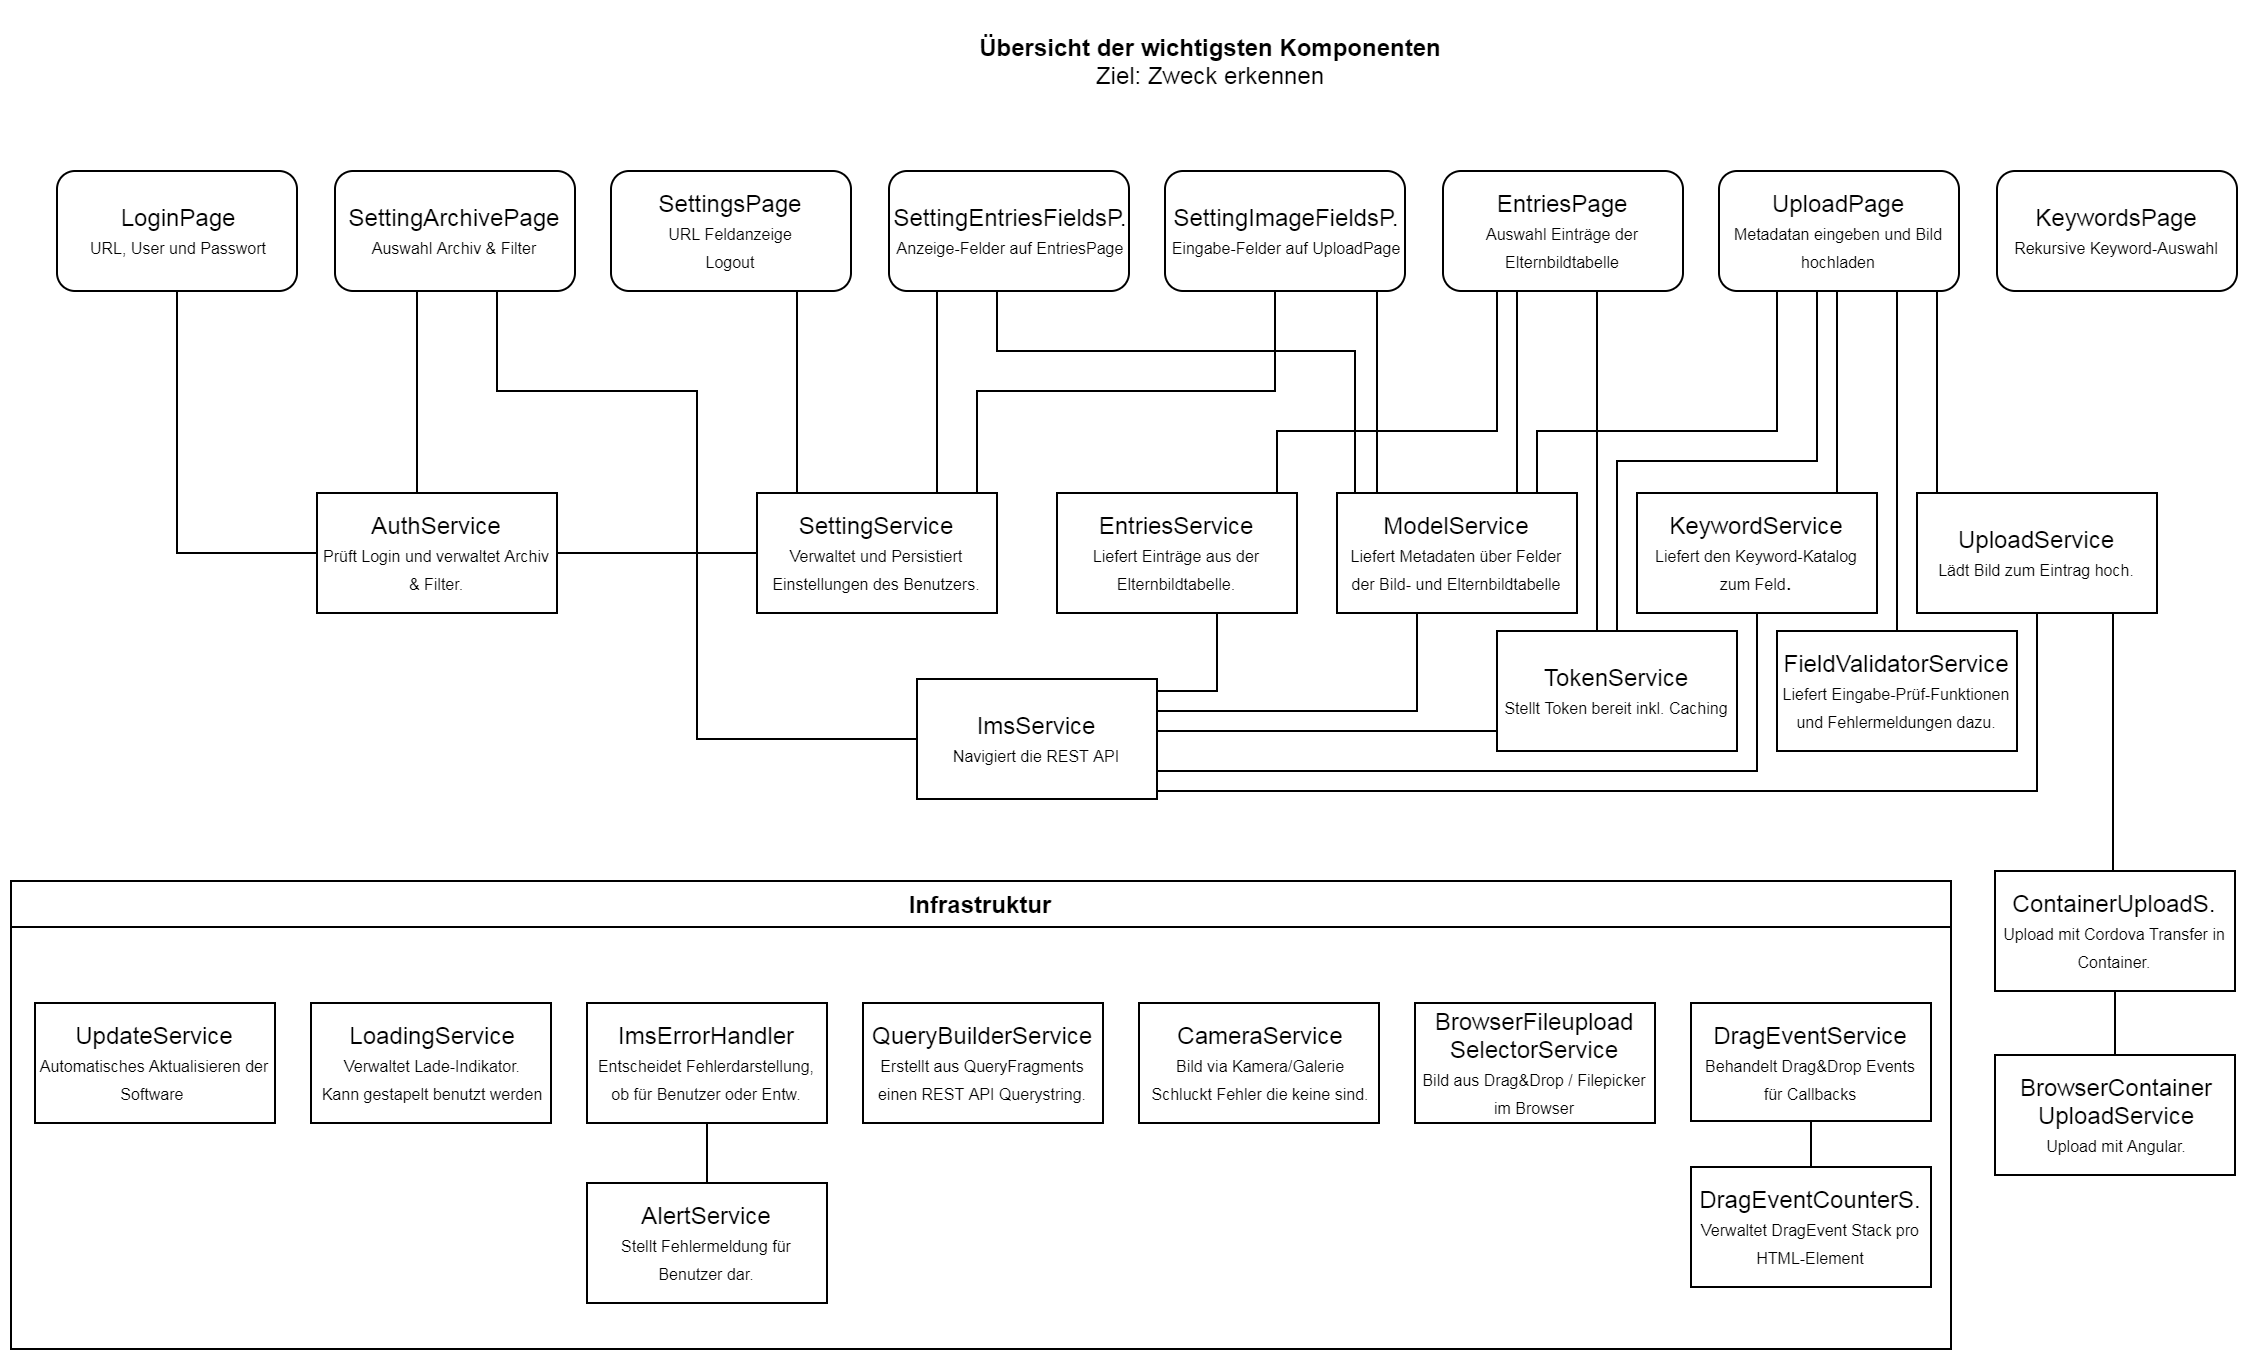 Übersicht der wichtigsten Komponenten
Ziel: Zweck erkennen
LoginPage
URL, User und Passwort
SettingArchivePage
Auswahl Archiv & Filter
SettingsPage
URL Feldanzeige
Logout
SettingEntriesFieldsP.
Anzeige-Felder auf EntriesPage
SettingImageFieldsP.
Eingabe-Felder auf UploadPage
EntriesPage
Auswahl Einträge der
Elternbildtabelle
UploadPage
Metadatan eingeben und Bild
hochladen
KeywordsPage
Rekursive Keyword-Auswahl
AuthService
Prüft Login und verwaltet Archiv
& Filter.
SettingService
Verwaltet und Persistiert
Einstellungen des Benutzers.
EntriesService
Liefert Einträge aus der
Elternbildtabelle.
ModelService
Liefert Metadaten über Felder
der Bild- und Elternbildtabelle
KeywordService
Liefert den Keyword-Katalog
zum Feld.
UploadService
Lädt Bild zum Eintrag hoch.
ImsService
Navigiert die REST API
TokenService
Stellt Token bereit inkl. Caching
FieldValidatorService
Liefert Eingabe-Prüf-Funktionen
und Fehlermeldungen dazu.
ContainerUploadS.
Upload mit Cordova Transfer in
Container.
BrowserContainer
UploadService
Upload mit Angular.
Infrastruktur
UpdateService
Automatisches Aktualisieren der
Software
LoadingService
Verwaltet Lade-Indikator.
Kann gestapelt benutzt werden
ImsErrorHandler
Entscheidet Fehlerdarstellung,
ob für Benutzer oder Entw.
QueryBuilderService
Erstellt aus QueryFragments
einen REST API Querystring.
CameraService
Bild via Kamera/Galerie
Schluckt Fehler die keine sind.
BrowserFileupload
SelectorService
Bild aus Drag&Drop / Filepicker
im Browser
DragEventService
Behandelt Drag&Drop Events
für Callbacks
AlertService
Stellt Fehlermeldung für
Benutzer dar.
DragEventCounterS.
Verwaltet DragEvent Stack pro
HTML-Element